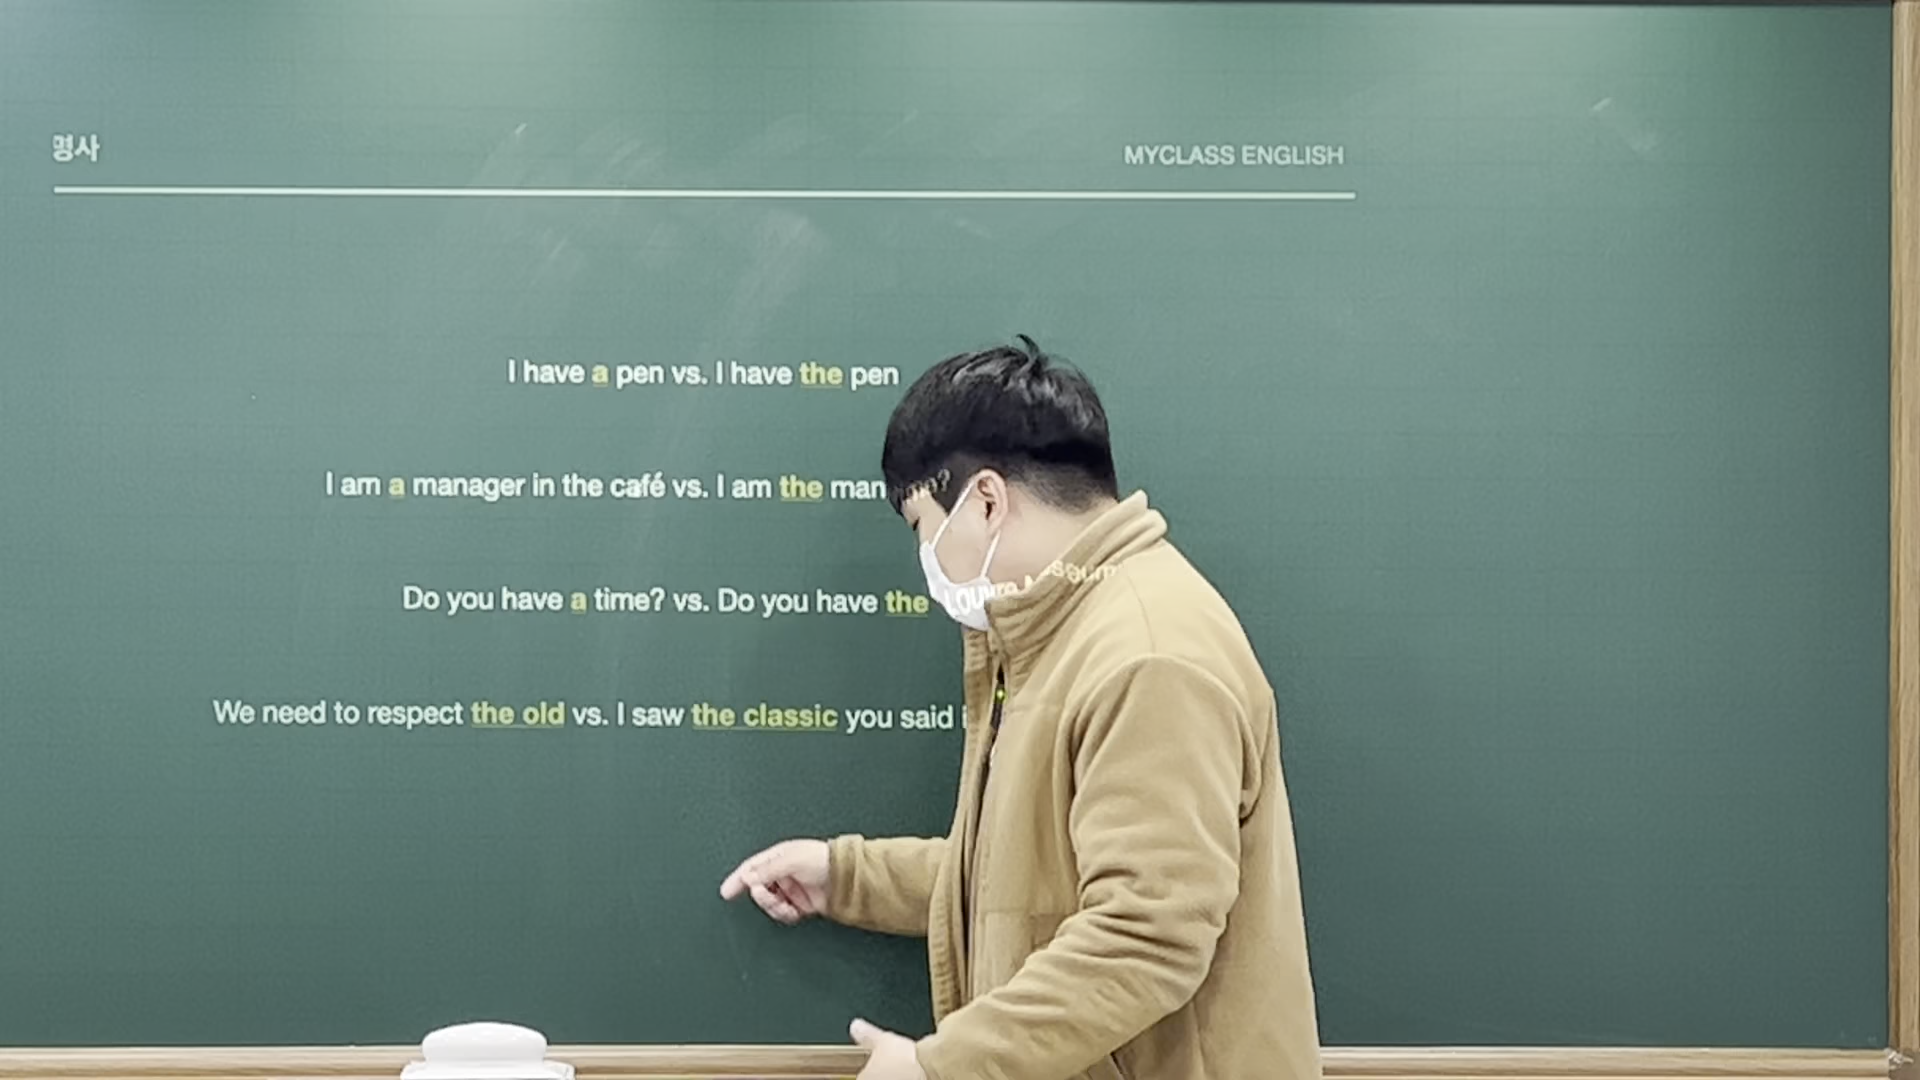 명사
MYCLASS ENGLISH
I have a pen vs. I have the pen
I am a manager in the café vs. I am the man
Do you have a time? vs. Do you have the
We need to respect the old vs. I saw the classic you said